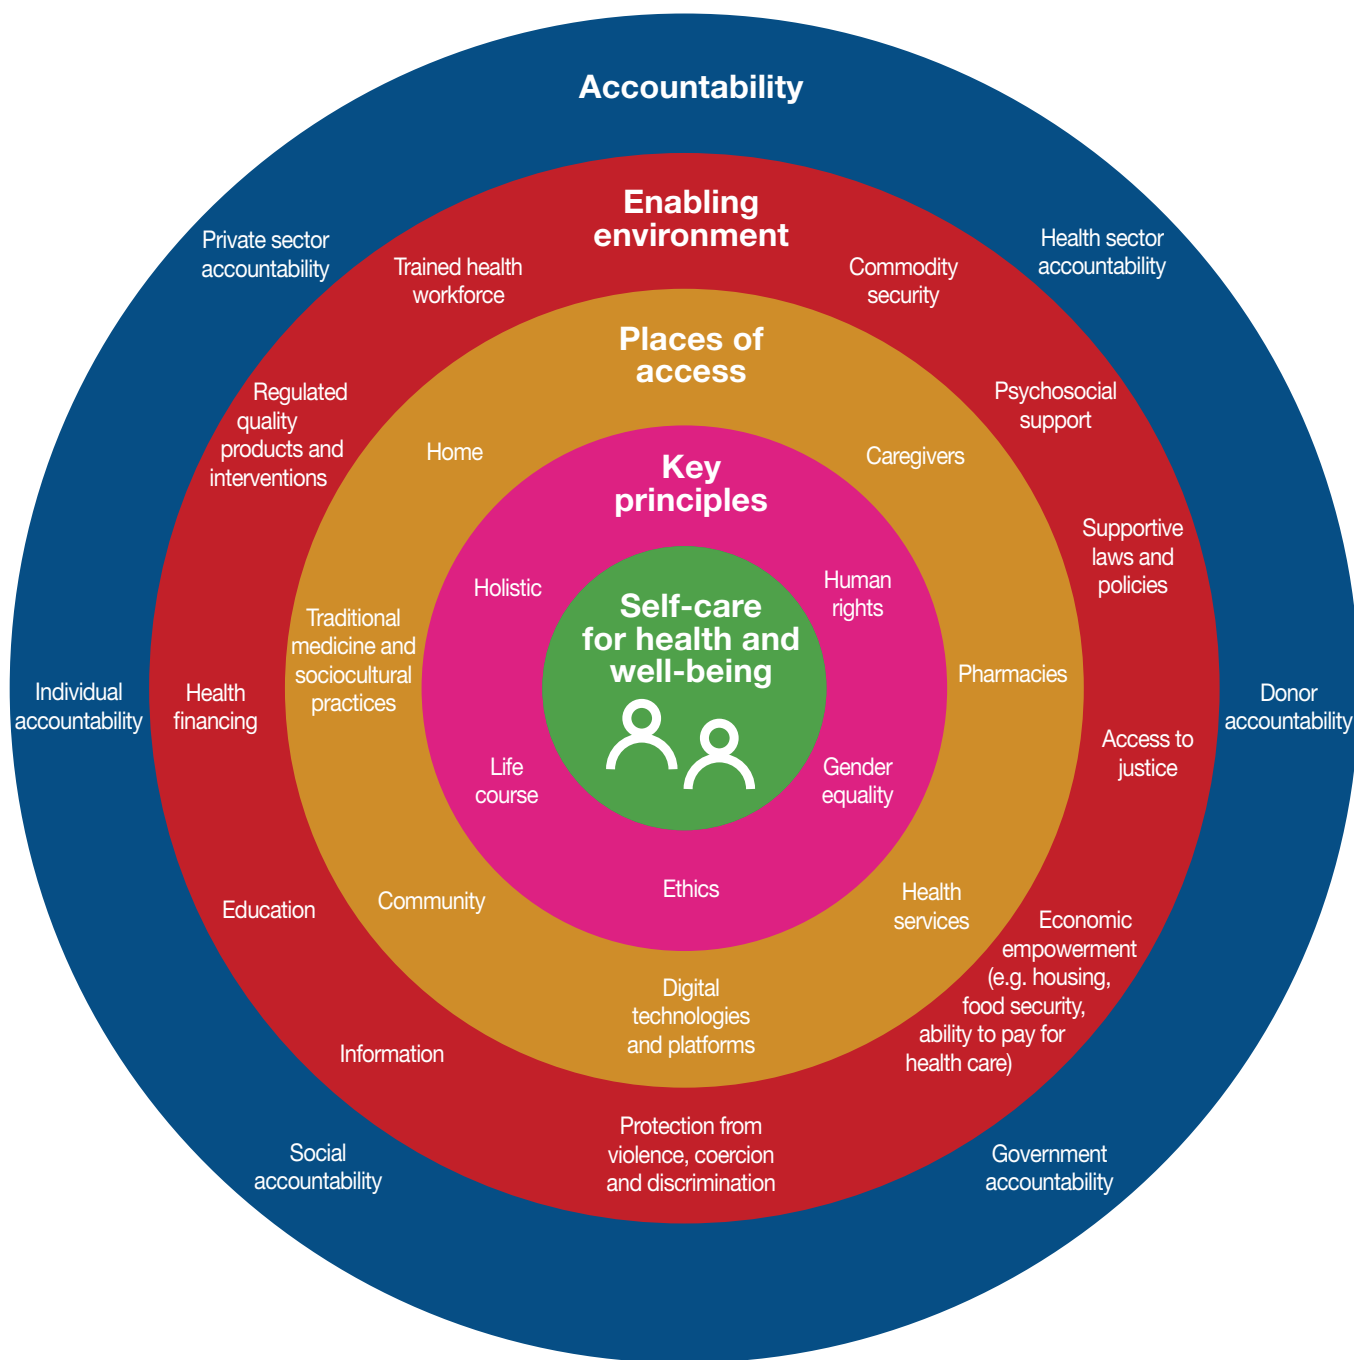 Accountability
Private sector
accountability
Health sector
accountability
Individual
accountability
Donor
accountability
Social
accountability
Government
accountability
Enabling
environment
Trained health
workforce
Commodity
security
Regulated
quality
products and
interventions
Psychosocial
support
Supportive
laws and
policies
Health
financing
Access to
justice
Education
Economic
empowerment
(e.g. housing,
food security,
ability to pay for
health care)
Information
Protection from
violence, coercion
and discrimination
Places of
access
Home
Caregivers
Traditional
medicine and
sociocultural
practices
Pharmacies
Community
Health
services
Digital
technologies
and platforms
Key
principles
Holistic
Human
rights
Life
course
Gender
equality
Ethics
Self-care
for health and
well-being